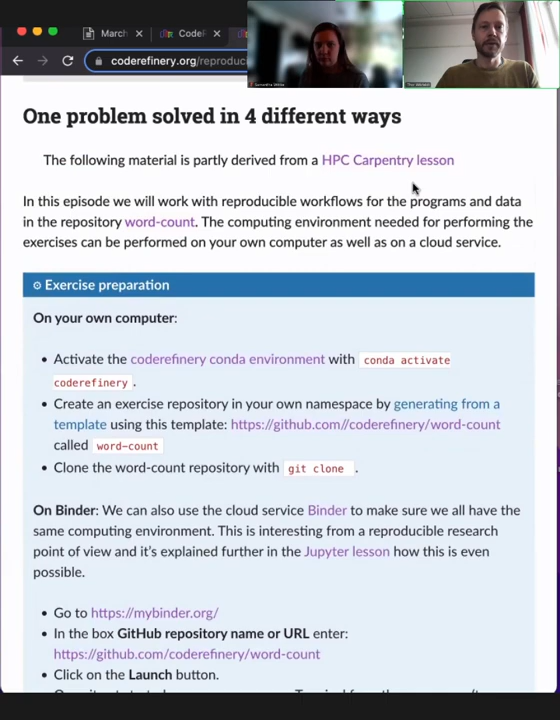 March
CodeR
coderefinery.org/reproduci
One problem solved in 4 different ways
The following material is partly derived from a HPC Carpentry lesson
In this episode we will work with reproducible workflows for the programs and data
in the repository word-count. The computing environment needed for performing the
exercises can be performed on your own computer as well as on a cloud service.
Exercise preparation
On your own computer:
• Activate the coderefinery conda environment with conda activate
coderefinery .
• Create an exercise repository in your own namespace by generating from a
template using this template: https://github.com//coderefinery/word-count
called word-count
• Clone the word-count repository with git clone .
On Binder: We can also use the cloud service Binder to make sure we all have the
same computing environment. This is interesting from a reproducible research
point of view and it's explained further in the Jupyter lesson how this is even
possible.
• Go to https://mybinder.org/
• In the box GitHub repository name or URL enter:
https://github.com/coderefinery/word-count
• Click on the Launch button.